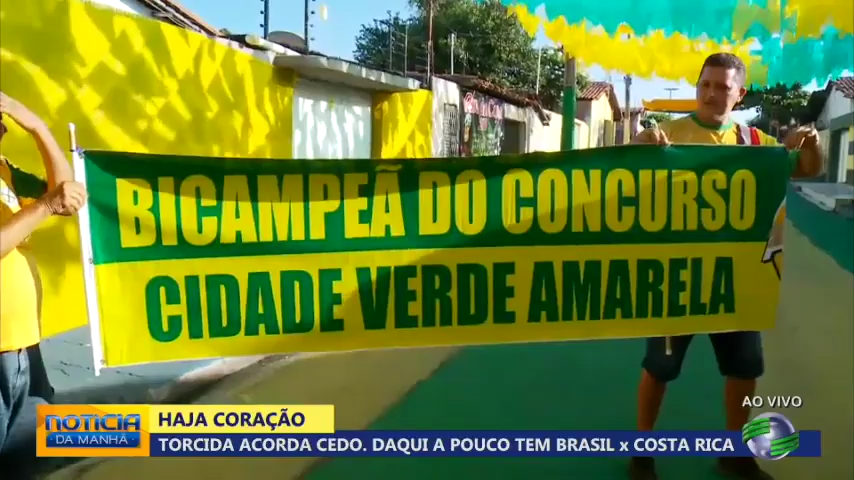 BICAMPEÃ DO CONCURSO
CIDADE VERDE AMARELA
AO VIVO
NOTICIA
DA MANHÃ
HAJA CORAÇÃO
TORCIDA ACORDA CEDO. DAQUI A POUCO TEM BRASIL x COSTA RICA